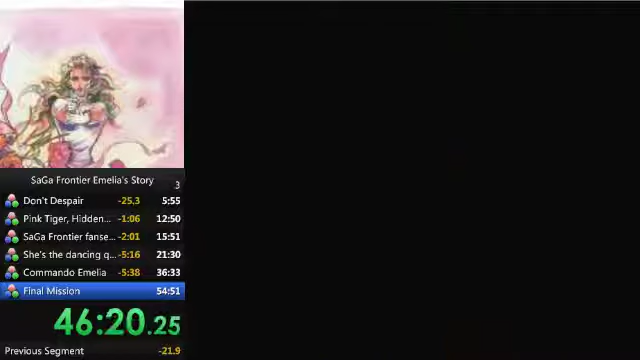 SaGa Frontier Emelia's Story
3
Don't Despair -25.3 5:55
Pink Tiger, Hidden... -1:06 12:50
SaGa Frontier fanse... -2:01 15:51
She's the dancing q... -5:16 21:30
Commando Emelia -5:38 36:33
Final Mission 54:51
46:20.25
Previous Segment -21.9